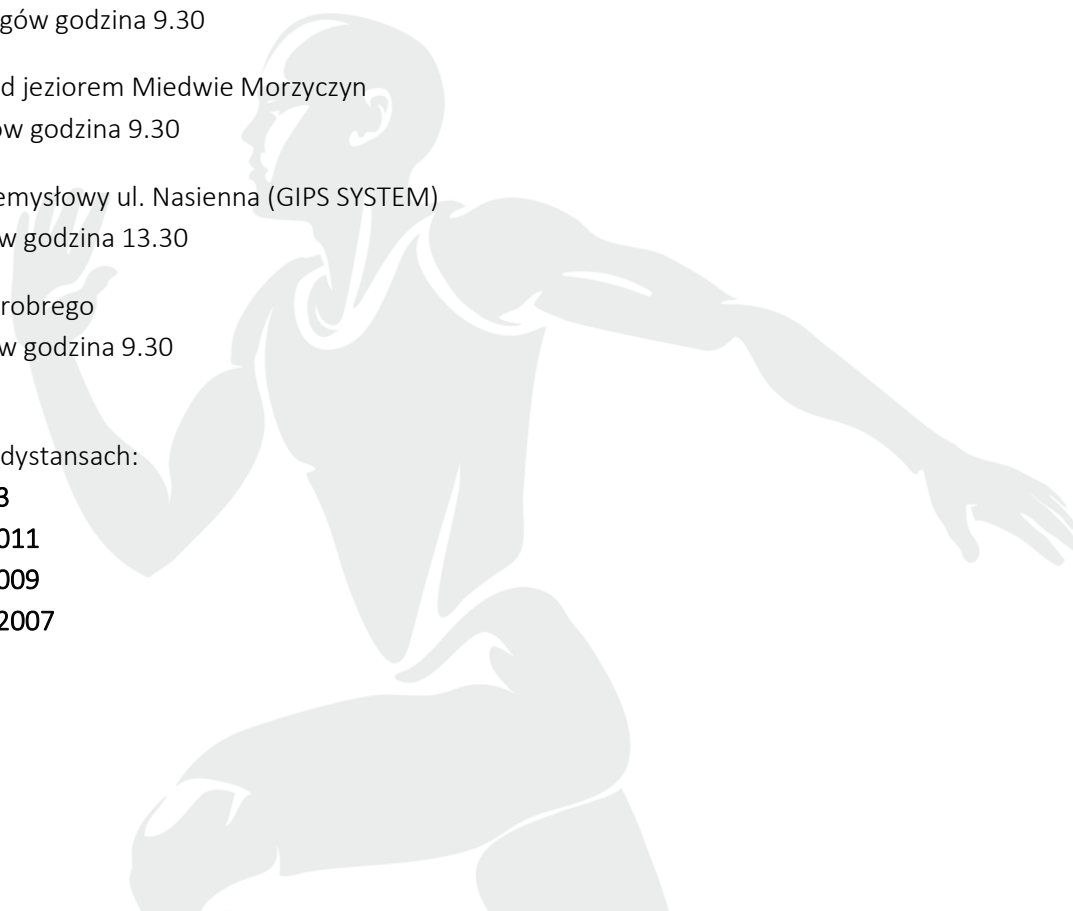 gów godzina 9.30
d jeziorem Miedwie Morzyczyn
ów godzina 9.30
emysłowy ul. Nasienna (GIPS SYSTEM)
w godzina 13.30
robrego
w godzina 9.30
dystansach:
3
011
009
2007